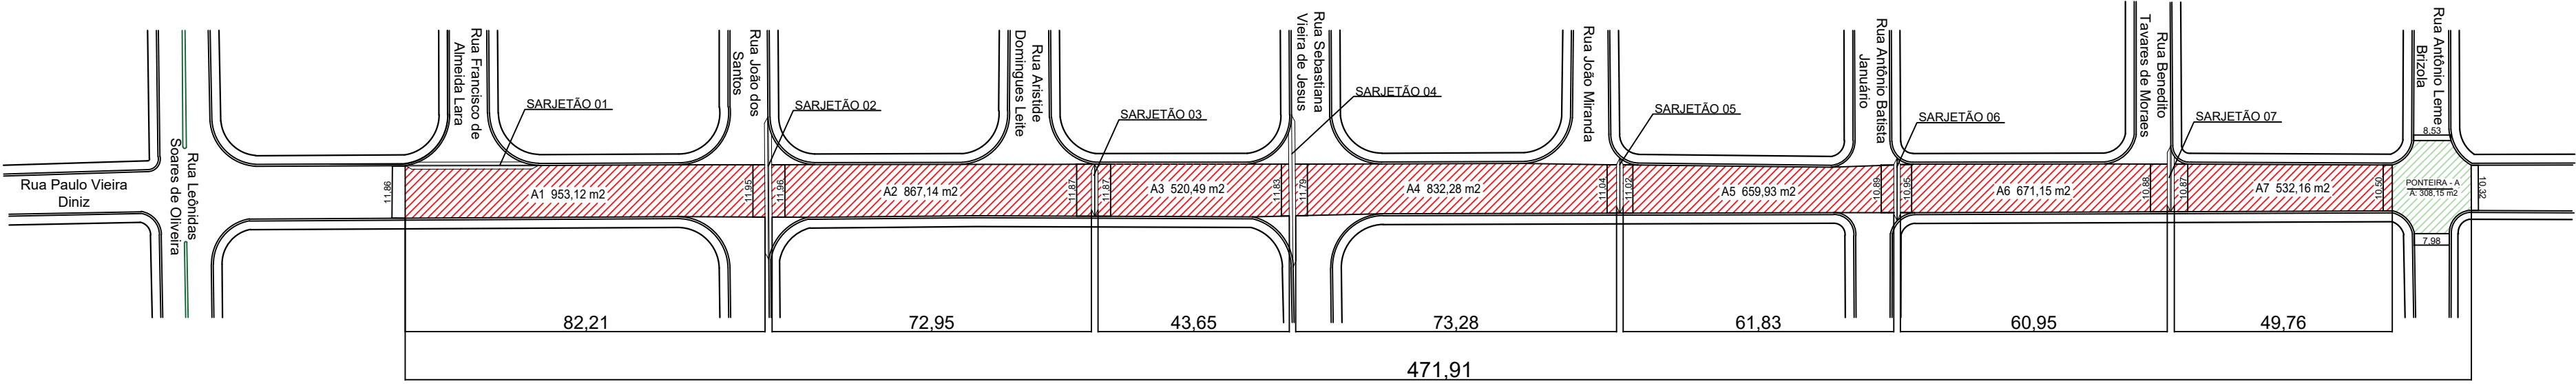 Rua Paulo Vieira
Diniz
Rua Leônidas
Soares de Oliveira
Rua Francisco de
Almeida Lara
SARJETÃO 01
Rua João dos
Santos
SARJETÃO 02
Rua Aristide
Domingues Leite
SARJETÃO 03
Rua Sebastiana
Vieira de Jesus
SARJETÃO 04
Rua João Miranda
SARJETÃO 05
Rua Antônio Batista
Januário
SARJETÃO 06
Rua Benedito
Tavares de Moraes
SARJETÃO 07
Rua Antônio Leme
Brizola
8.53
11.86
A1 953,12 m2
11.95
11.96
A2 867,14 m2
11.87
11.87
A3 520,49 m2
11.83
11.79
A4 832,28 m2
11.04
11.02
A5 659,93 m2
10.89
10.95
A6 671,15 m2
10.88
10.87
A7 532,16 m2
10.50
PONTEIRA - A
A: 308,15 m2
10.32
7.98
82,21
72,95
43,65
73,28
61,83
60,95
49,76
471,91